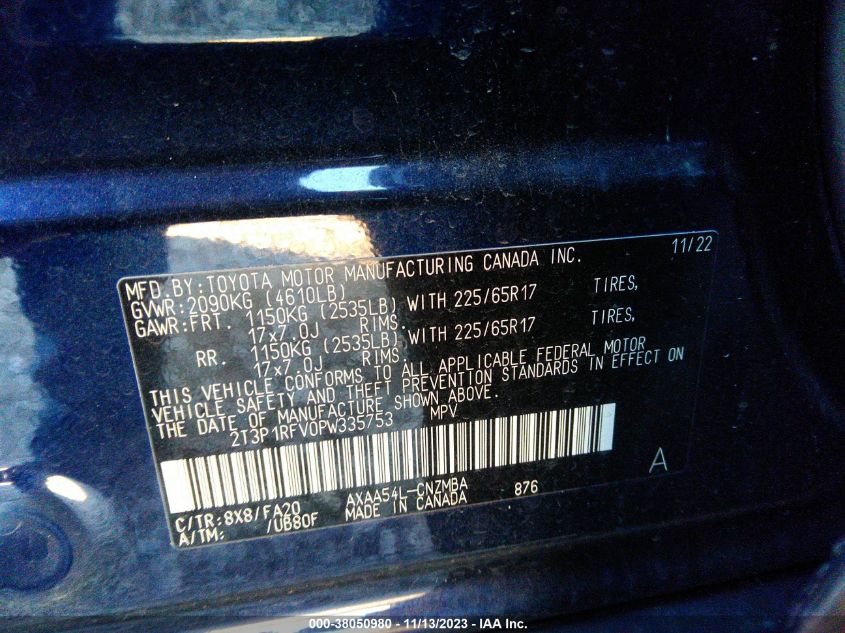 MFD.BY:TOYOTA MOTOR MANUFACTURING CANADA INC. 11/22
GVWR:2090KG (4610LB)
GAWR:FRT. 1150KG (2535LB) WITH 225/65R17 TIRES,
17x7.0J RIMS.
RR. 1150KG (2535LB) WITH 225/65R17 TIRES,
17x7.0J RIMS.
THIS VEHICLE CONFORMS TO ALL APPLICABLE FEDERAL MOTOR
VEHICLE SAFETY AND THEFT PREVENTION STANDARDS IN EFFECT ON
THE DATE OF MANUFACTURE SHOWN ABOVE.
2T3P1RFV0PW335753 MPV
A
C/TR:8X8/FA20 AXAA54L-CNZMBA 876
A/TM: /UB80F MADE IN CANADA
000-38050980 - 11/13/2023 - IAA Inc.